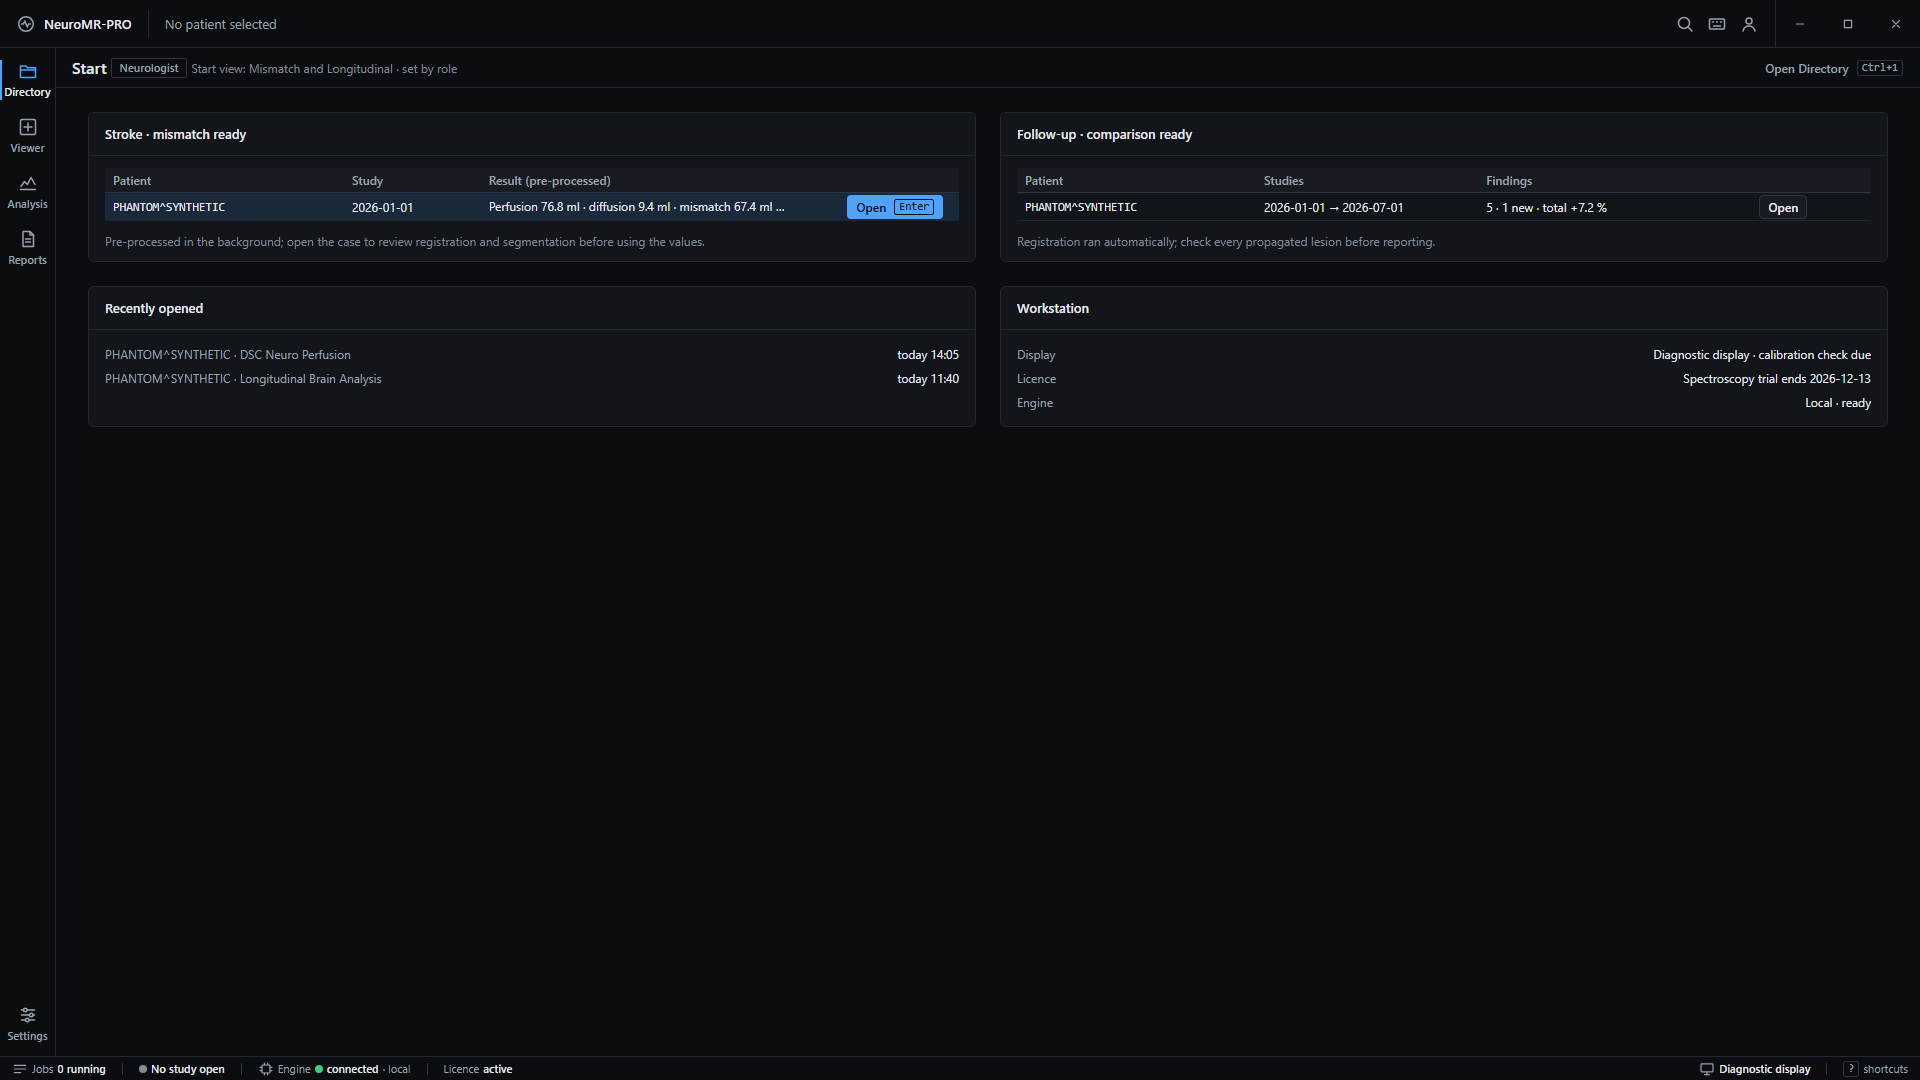 NeuroMR-PRO
No patient selected
Start Neurologist Start view: Mismatch and Longitudinal · set by role
Open Directory Ctrl+1
Directory
Viewer
Analysis
Reports
Settings
Stroke · mismatch ready
Patient Study Result (pre-processed)
PHANTOM^SYNTHETIC 2026-01-01 Perfusion 76.8 ml · diffusion 9.4 ml · mismatch 67.4 ml ... Open Enter
Pre-processed in the background; open the case to review registration and segmentation before using the values.
Follow-up · comparison ready
Patient Studies Findings
PHANTOM^SYNTHETIC 2026-01-01 → 2026-07-01 5 · 1 new · total +7.2 % Open
Registration ran automatically; check every propagated lesion before reporting.
Recently opened
PHANTOM^SYNTHETIC · DSC Neuro Perfusion today 14:05
PHANTOM^SYNTHETIC · Longitudinal Brain Analysis today 11:40
Workstation
Display Diagnostic display · calibration check due
Licence Spectroscopy trial ends 2026-12-13
Engine Local · ready
Jobs 0 running No study open Engine connected · local Licence active Diagnostic display ? shortcuts